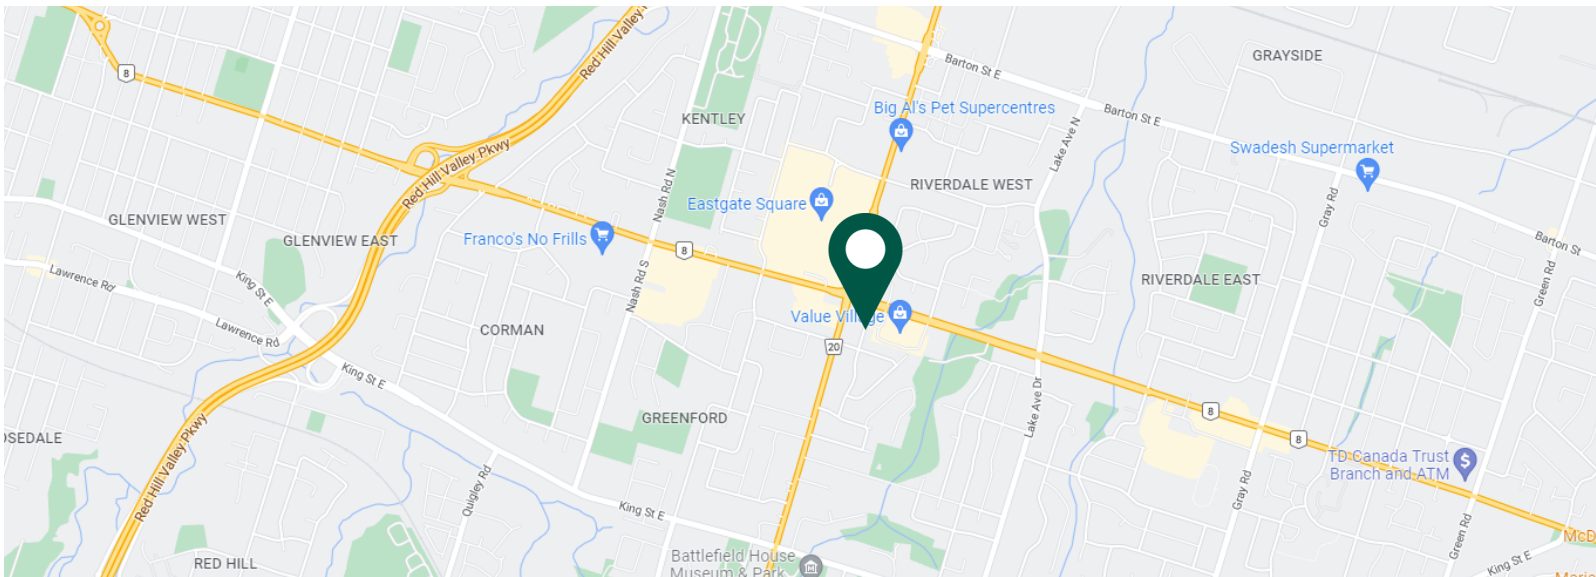 GRAYSIDE
Barton St E
8
Red Hill Valley Pkwy
Big Al's Pet Supercentres
Barton St E
KENTLEY
Lake Ave N
Swadesh Supermarket
Red Hill Valley Pkwy
RIVERDALE WEST
Nash Rd N
Eastgate Square
Gray Rd
GLENVIEW WEST
GLENVIEW EAST
Franco's No Frills
8
Barton St
Lawrence Rd
King St E
Nash Rd S
RIVERDALE EAST
Green Rd
Lawrence Rd
CORMAN
Value Village
20
King St E
GREENFORD
Lake Ave Dr
8
8
OSEDALE
Red Hill Valley Pkwy
TD Canada Trust
Branch and ATM
Quigley Rd
Gray Rd
King St E
Green Rd
McD
RED HILL
Battlefield House
Museum & Park
King St E